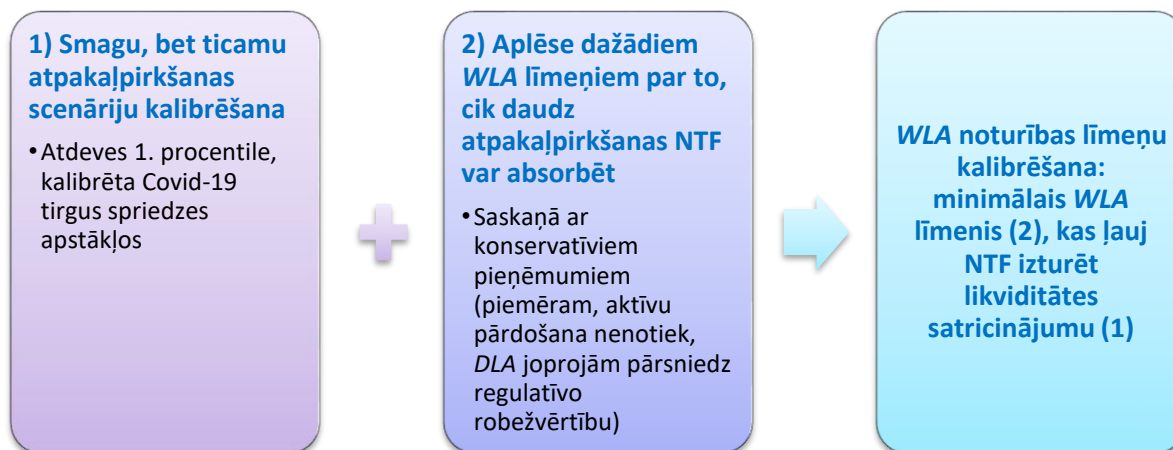 1) Smagu, bet ticamu
atpakaļpirkšanas
scenāriju kalibrēšana
•Atdeves 1. procentile,
kalibrēta Covid-19
tirgus spriedzes
apstākļos
2) Aplēse dažādiem
WLA līmeņiem par to,
cik daudz
atpakaļpirkšanas NTF
var absorbēt
•Saskaņā ar
konservatīviem
pieņēmumiem
(piemēram, aktīvu
pārdošana nenotiek,
DLA joprojām pārsniedz
regulatīvo
robežvērtību)
WLA noturības līmeņu
kalibrēšana:
minimālais WLA
līmenis (2), kas ļauj
NTF izturēt
likviditātes
satricinājumu (1)